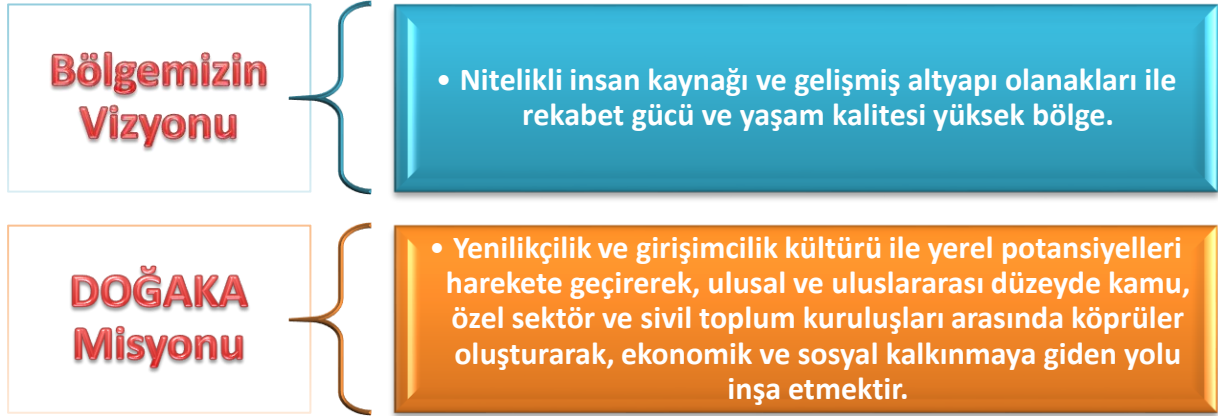 Bölgemizin
Vizyonu
• Nitelikli insan kaynağı ve gelişmiş altyapı olanakları ile
rekabet gücü ve yaşam kalitesi yüksek bölge.
DOĞAKA
Misyonu
• Yenilikçilik ve girişimcilik kültürü ile yerel potansiyelleri
harekete geçirerek, ulusal ve uluslararası düzeyde kamu,
özel sektör ve sivil toplum kuruluşları arasında köprüler
oluşturarak, ekonomik ve sosyal kalkınmaya giden yolu
inşa etmektir.